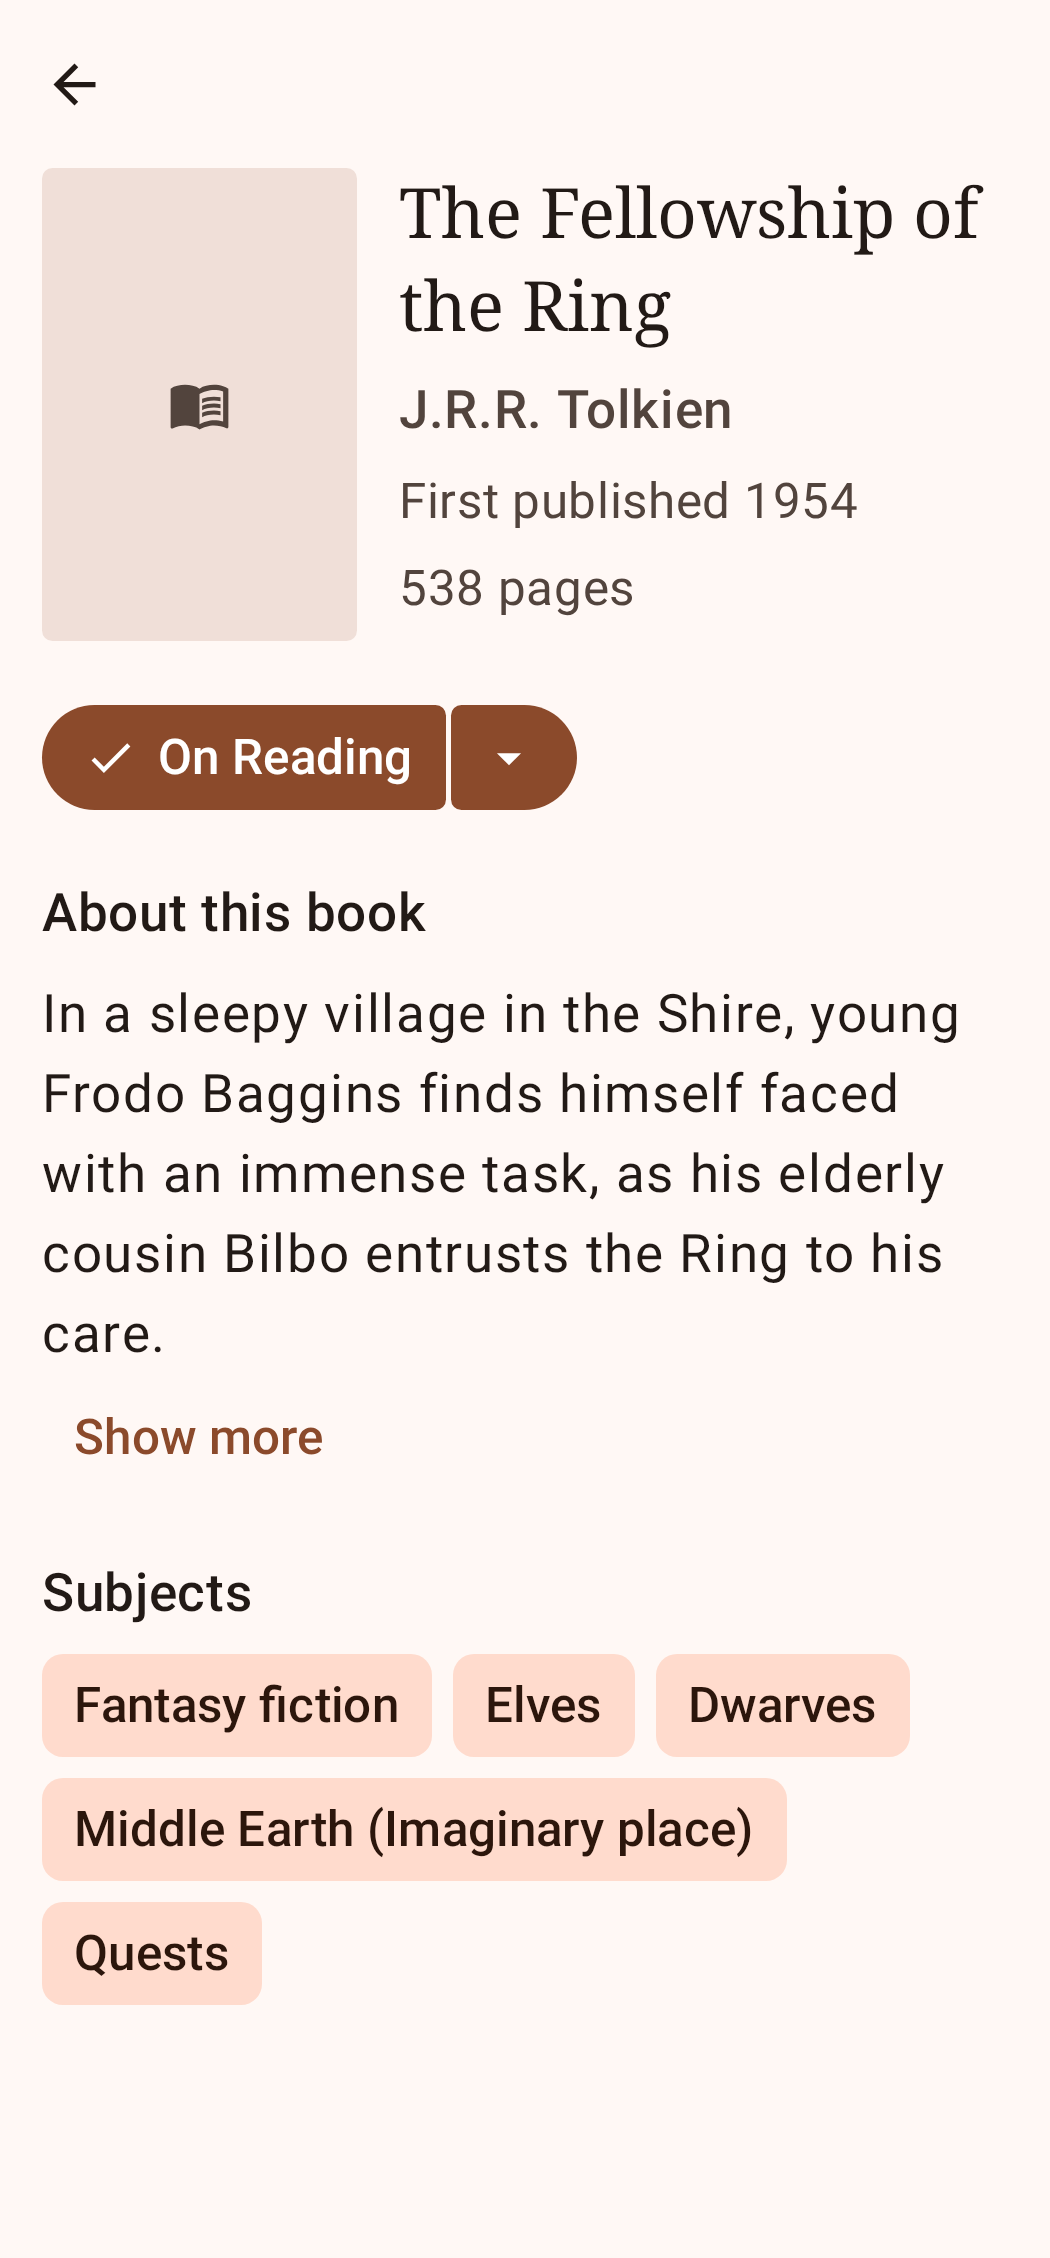 The Fellowship of
the Ring
J.R.R. Tolkien
First published 1954
538 pages
On Reading
About this book
In a sleepy village in the Shire, young
Frodo Baggins finds himself faced
with an immense task, as his elderly
cousin Bilbo entrusts the Ring to his
care.
Show more
Subjects
Fantasy fiction Elves Dwarves
Middle Earth (Imaginary place)
Quests